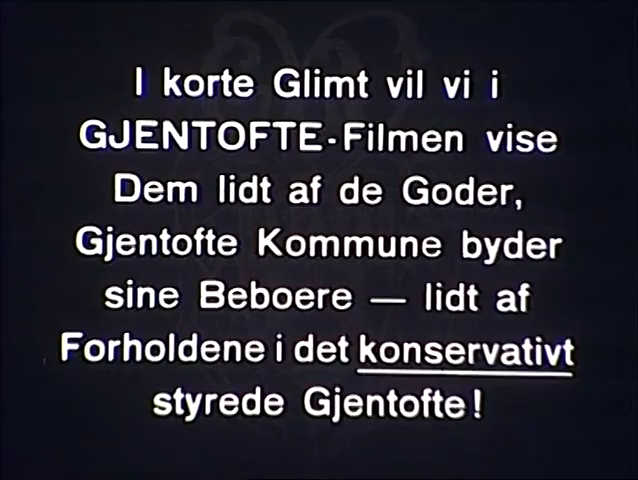 I korte Glimt vil vi i
GJENTOFTE-Filmen vise
Dem lidt af de Goder,
Gjentofte Kommune byder
sine Beboere — lidt af
Forholdene i det konservativt
styrede Gjentofte!